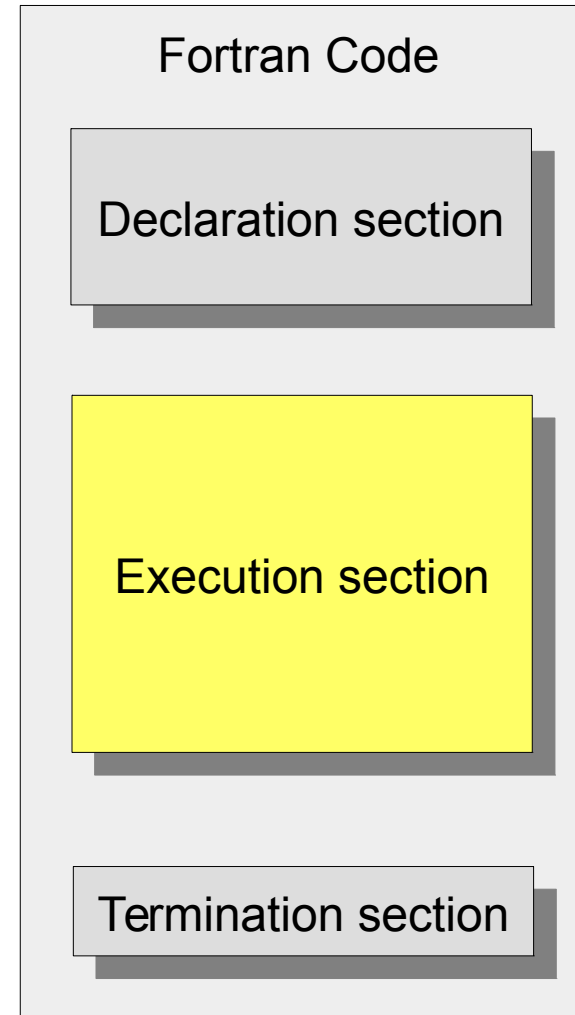 Fortran Code
Declaration section
Execution section
Termination section